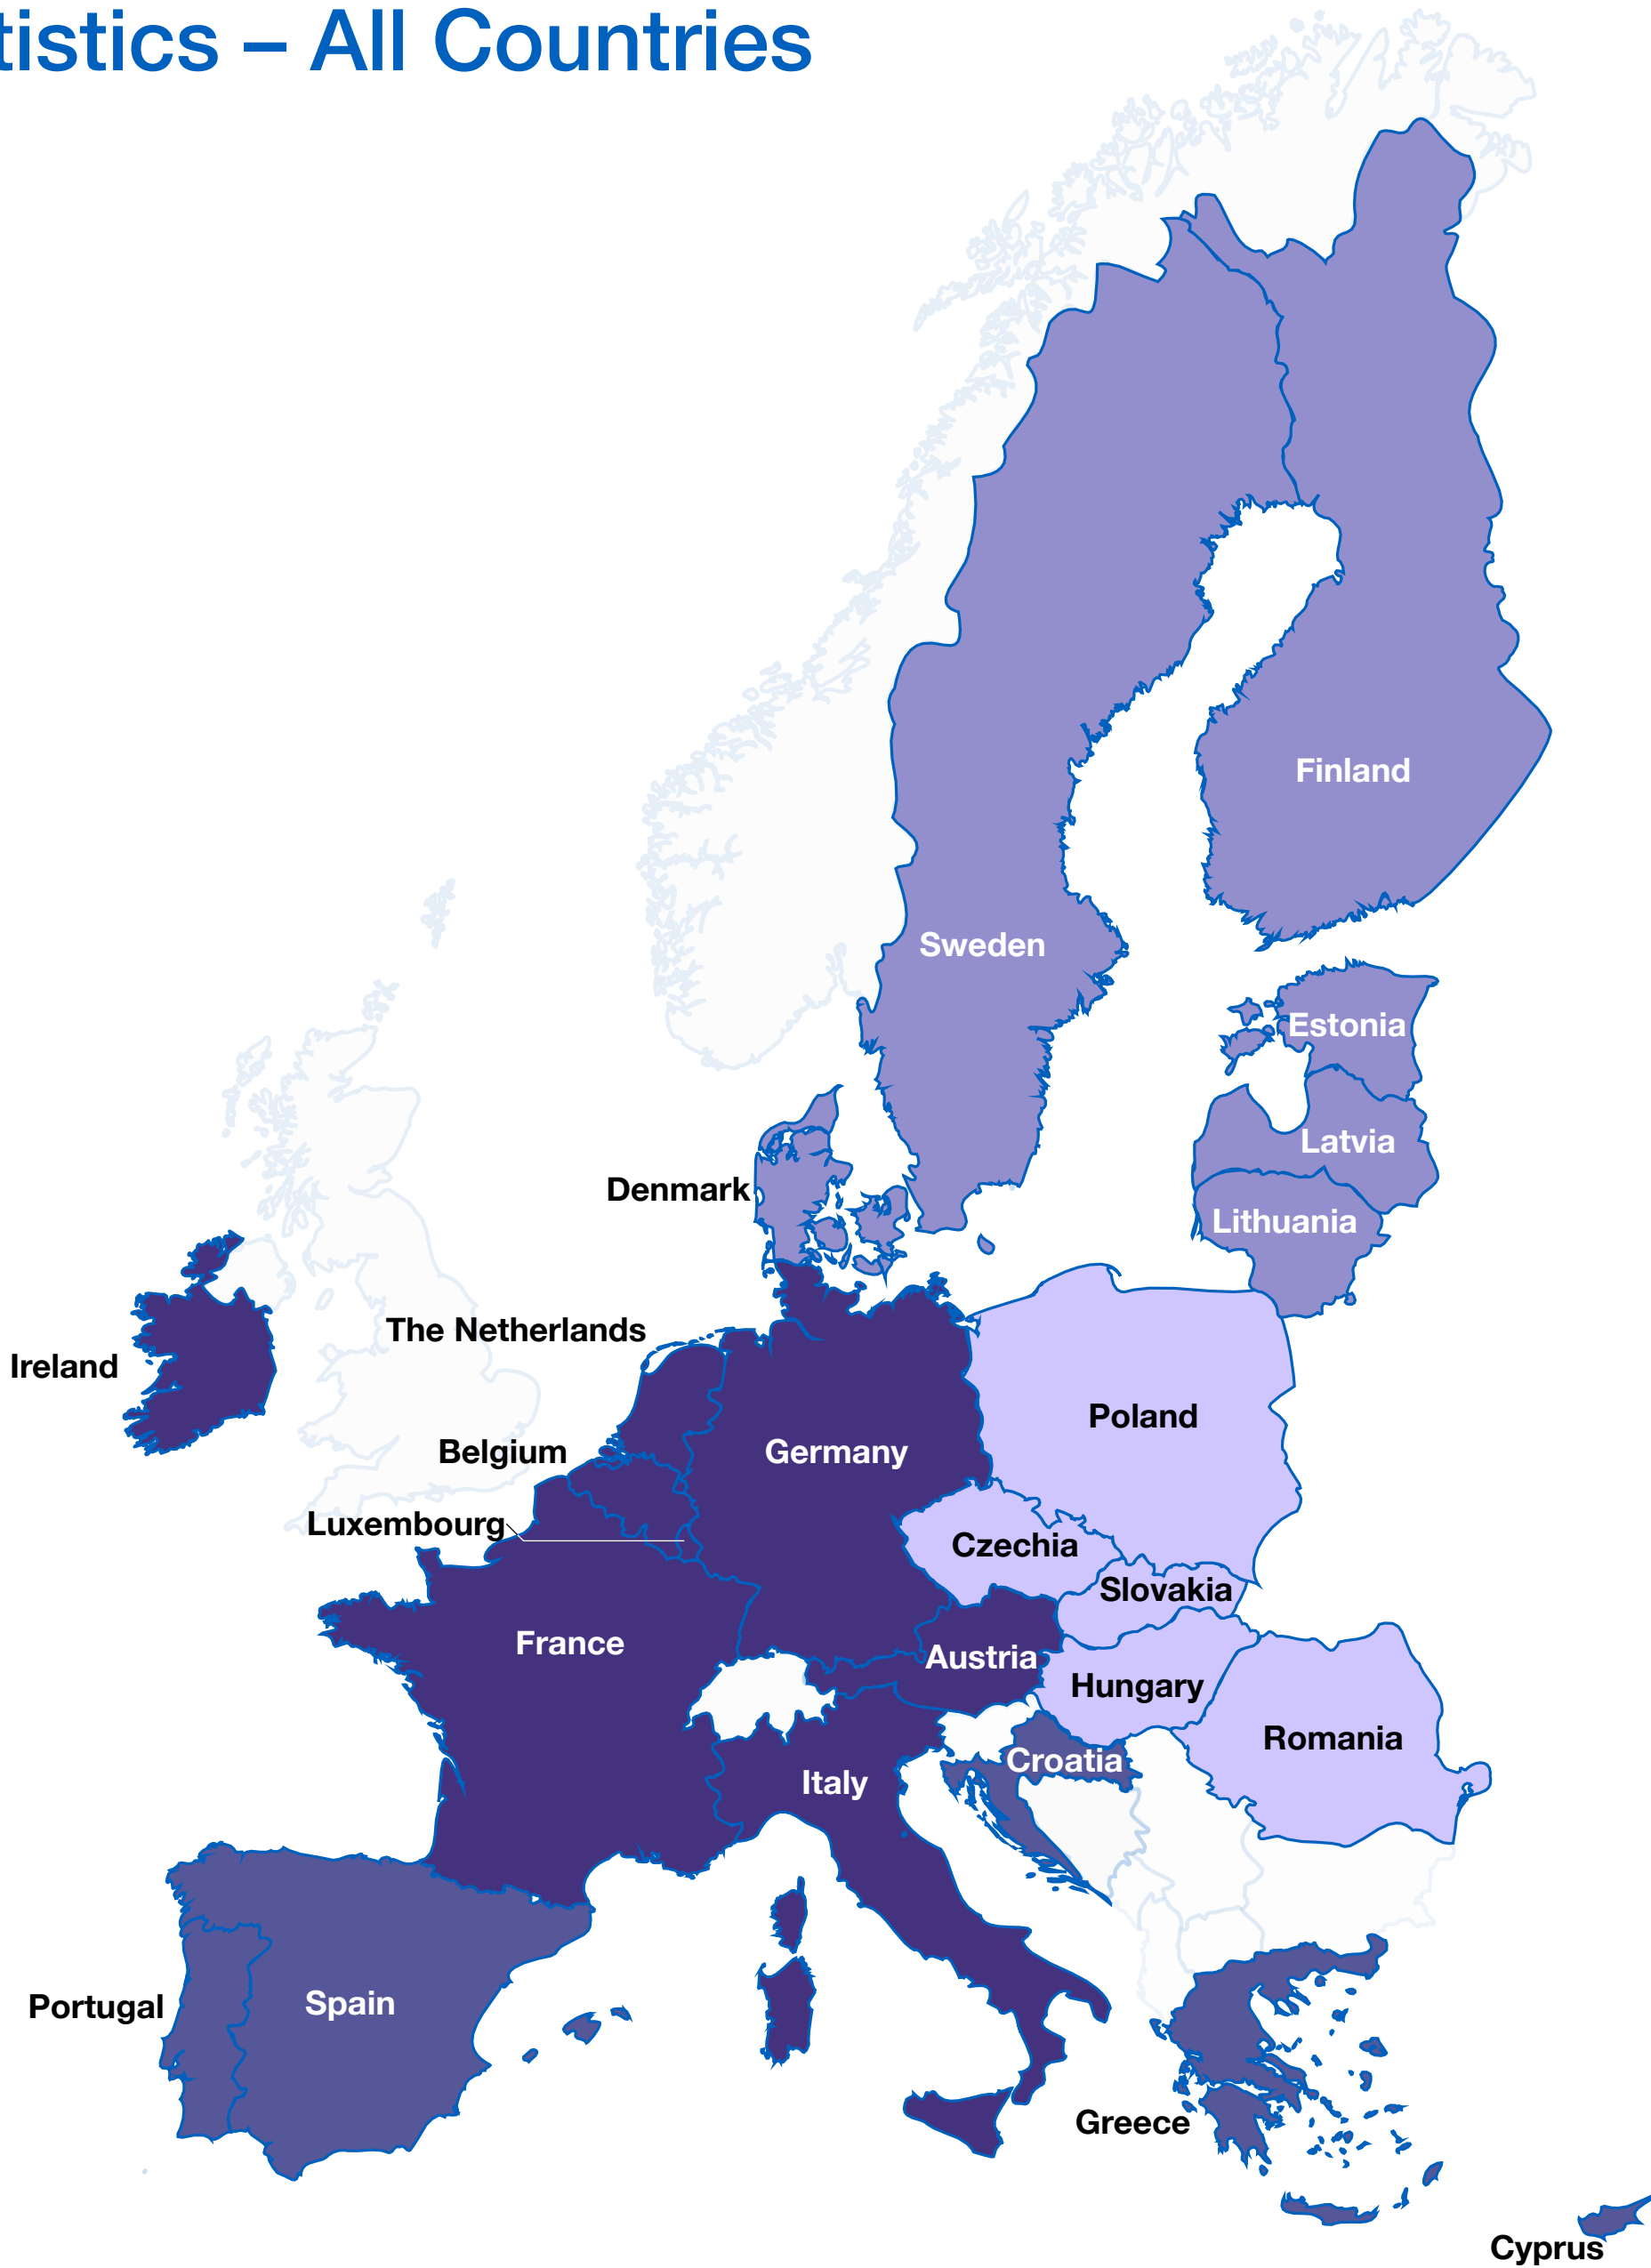 tistics – All Countries
Finland
Sweden
Estonia
Latvia
Denmark
Lithuania
The Netherlands
Ireland
Poland
Belgium
Germany
Luxembourg
Czechia
Slovakia
France
Austria
Hungary
Romania
Croatia
Italy
Portugal
Spain
Greece
Cyprus